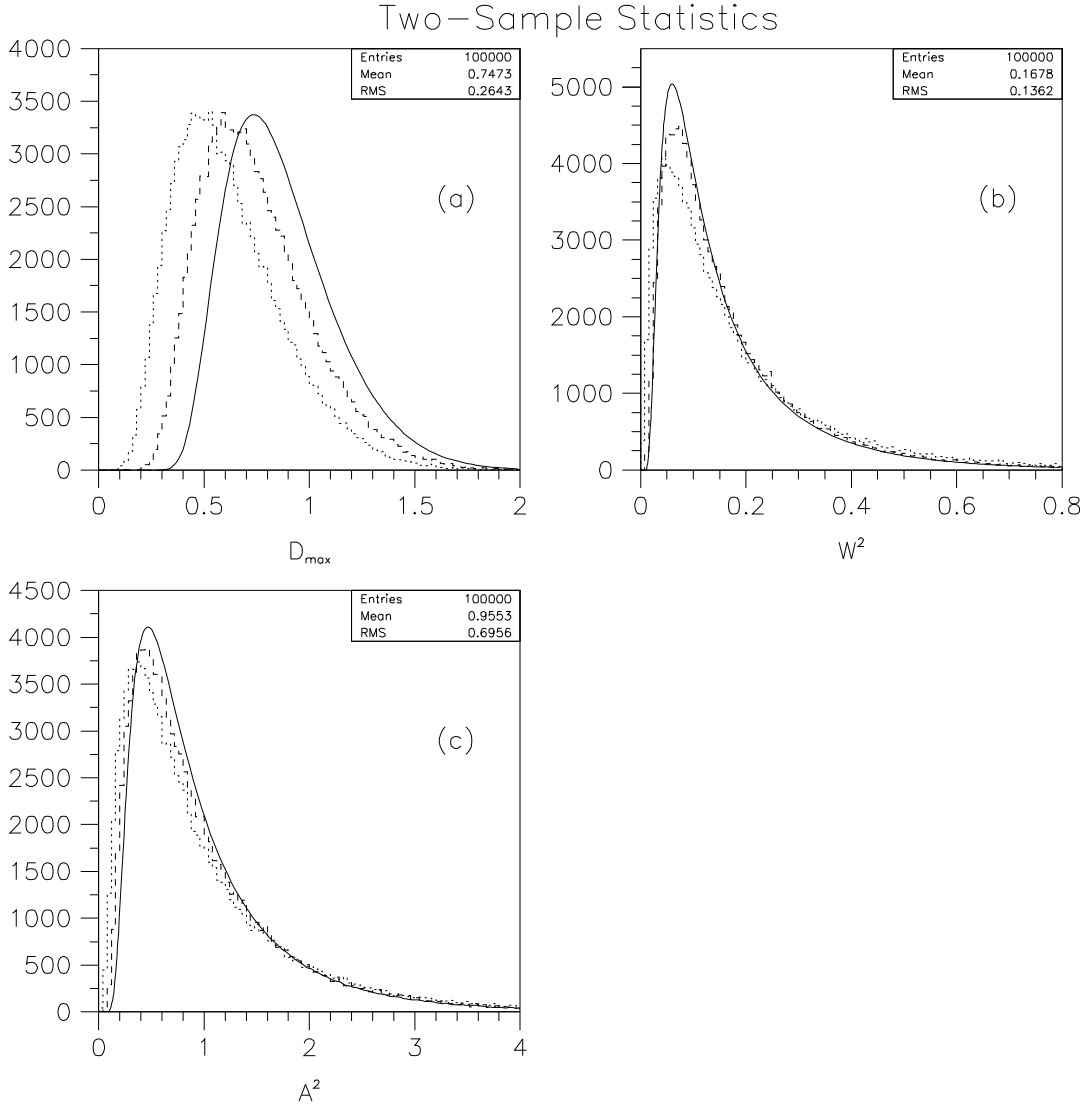 Two-Sample Statistics
Entries 100000
Mean 0.7473
RMS 0.2643
(a)
4000
3500
3000
2500
2000
1500
1000
500
0
0 0.5 1 1.5 2
Dmax
Entries 100000
Mean 0.1678
RMS 0.1362
(b)
5000
4000
3000
2000
1000
0
0 0.2 0.4 0.6 0.8
W²
Entries 100000
Mean 0.9553
RMS 0.6956
(c)
4500
4000
3500
3000
2500
2000
1500
1000
500
0
0 1 2 3 4
A²